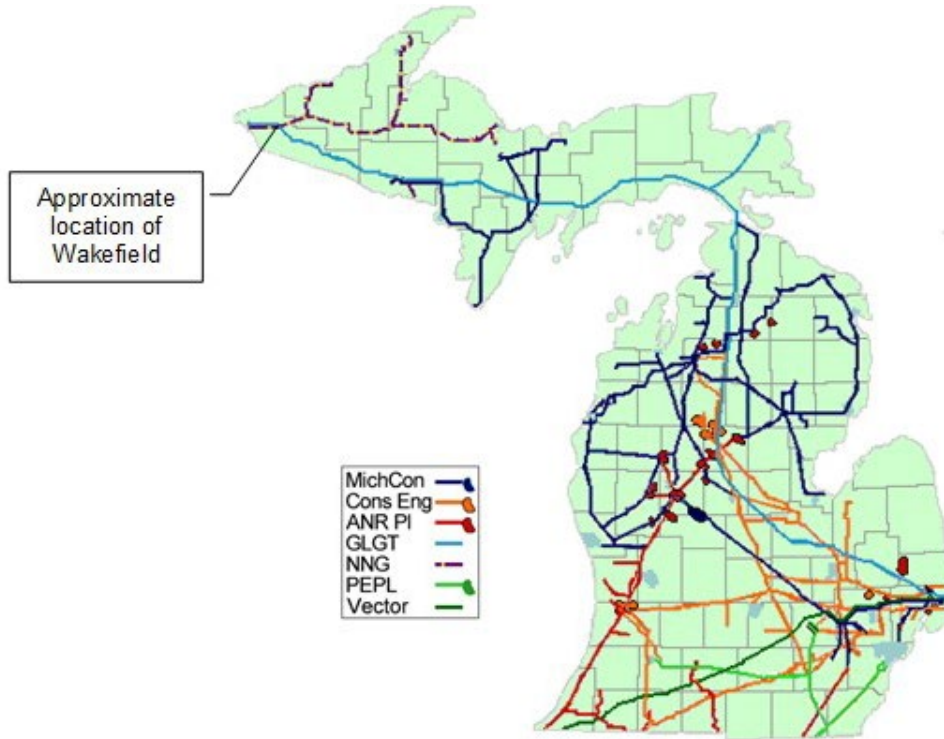 Approximate
location of
Wakefield
MichCon
Cons Eng
ANR Pl
GLGT
NNG
PEPL
Vector